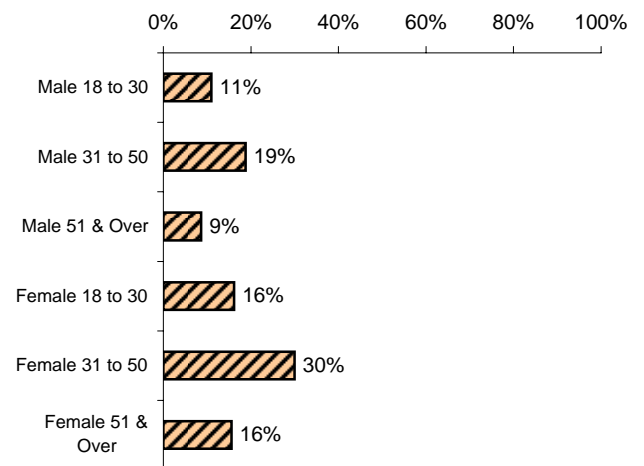 0% 20% 40% 60% 80% 100%
Male 18 to 30 11%
Male 31 to 50 19%
Male 51 & Over 9%
Female 18 to 30 16%
Female 31 to 50 30%
Female 51 &
Over 16%